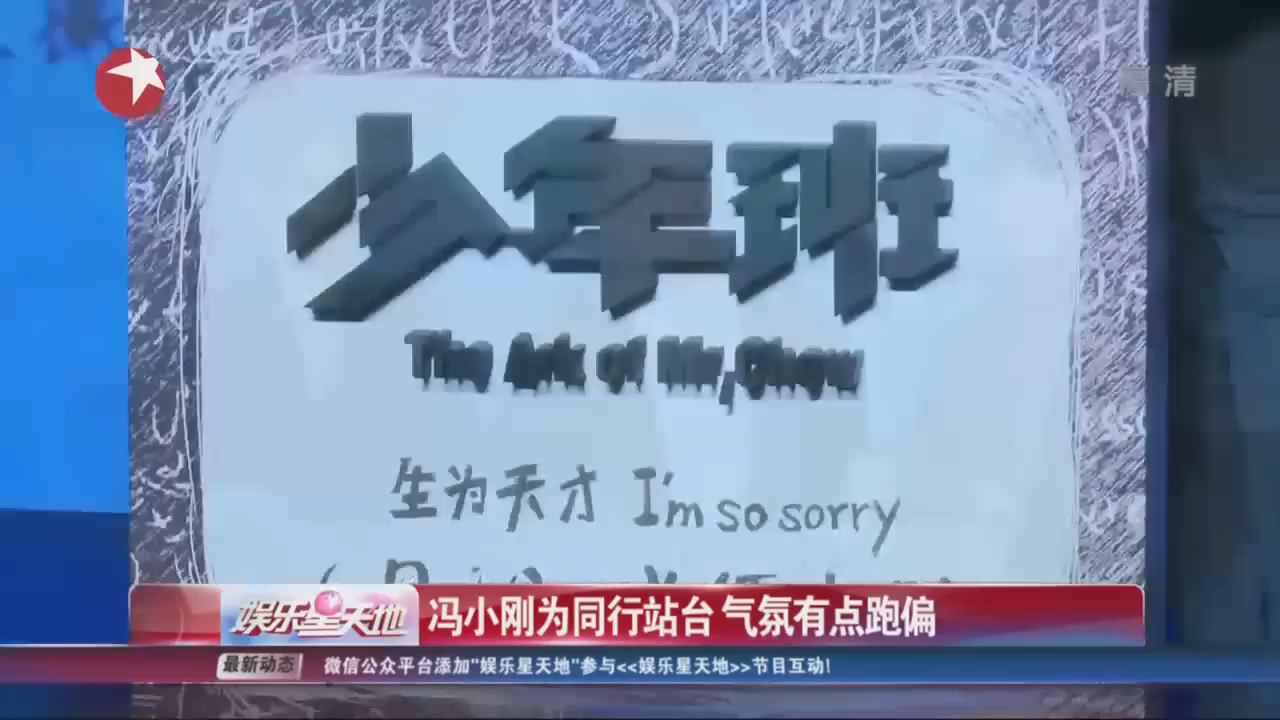 高清
少年班
The Ark of Mr,Chow
生为天才 I'm so sorry
娱乐星天地
冯小刚为同行站台 气氛有点跑偏
最新动态
微信公众平台添加"娱乐星天地"参与<<娱乐星天地>>节目互动!